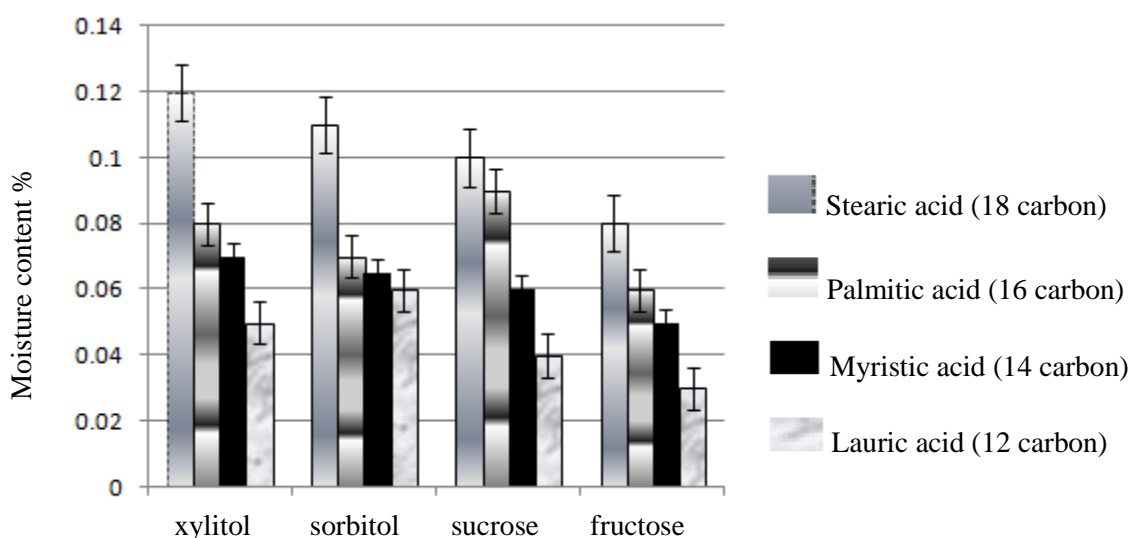 0.14
0.12
0.1
0.08
0.06
0.04
0.02
0
Moisture content %
xylitol sorbitol sucrose fructose
Stearic acid (18 carbon)
Palmitic acid (16 carbon)
Myristic acid (14 carbon)
Lauric acid (12 carbon)